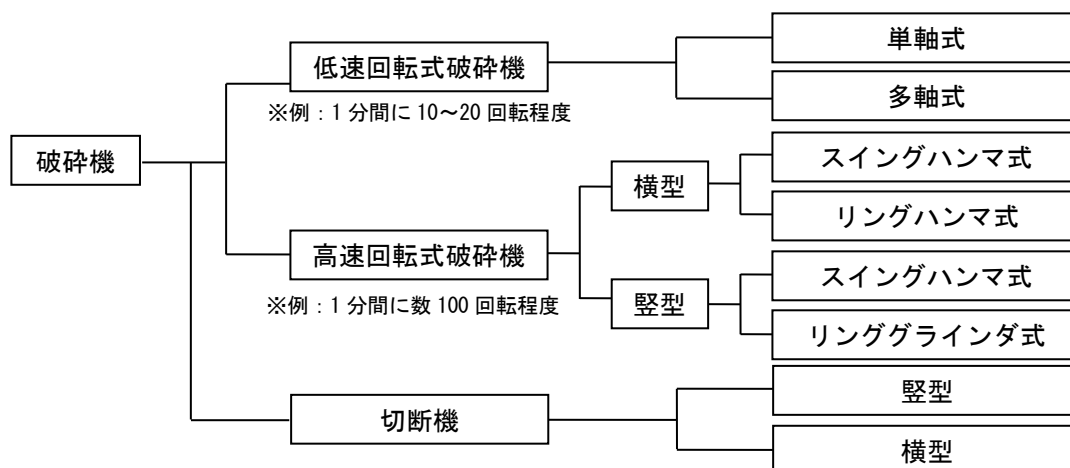 単軸式
低速回転式破砕機
※例：1分間に10～20回転程度
多軸式
破砕機
スイングハンマ式
横型
リングハンマ式
高速回転式破砕機
※例：1分間に数100回転程度
スイングハンマ式
竪型
リンググラインダ式
竪型
切断機
横型